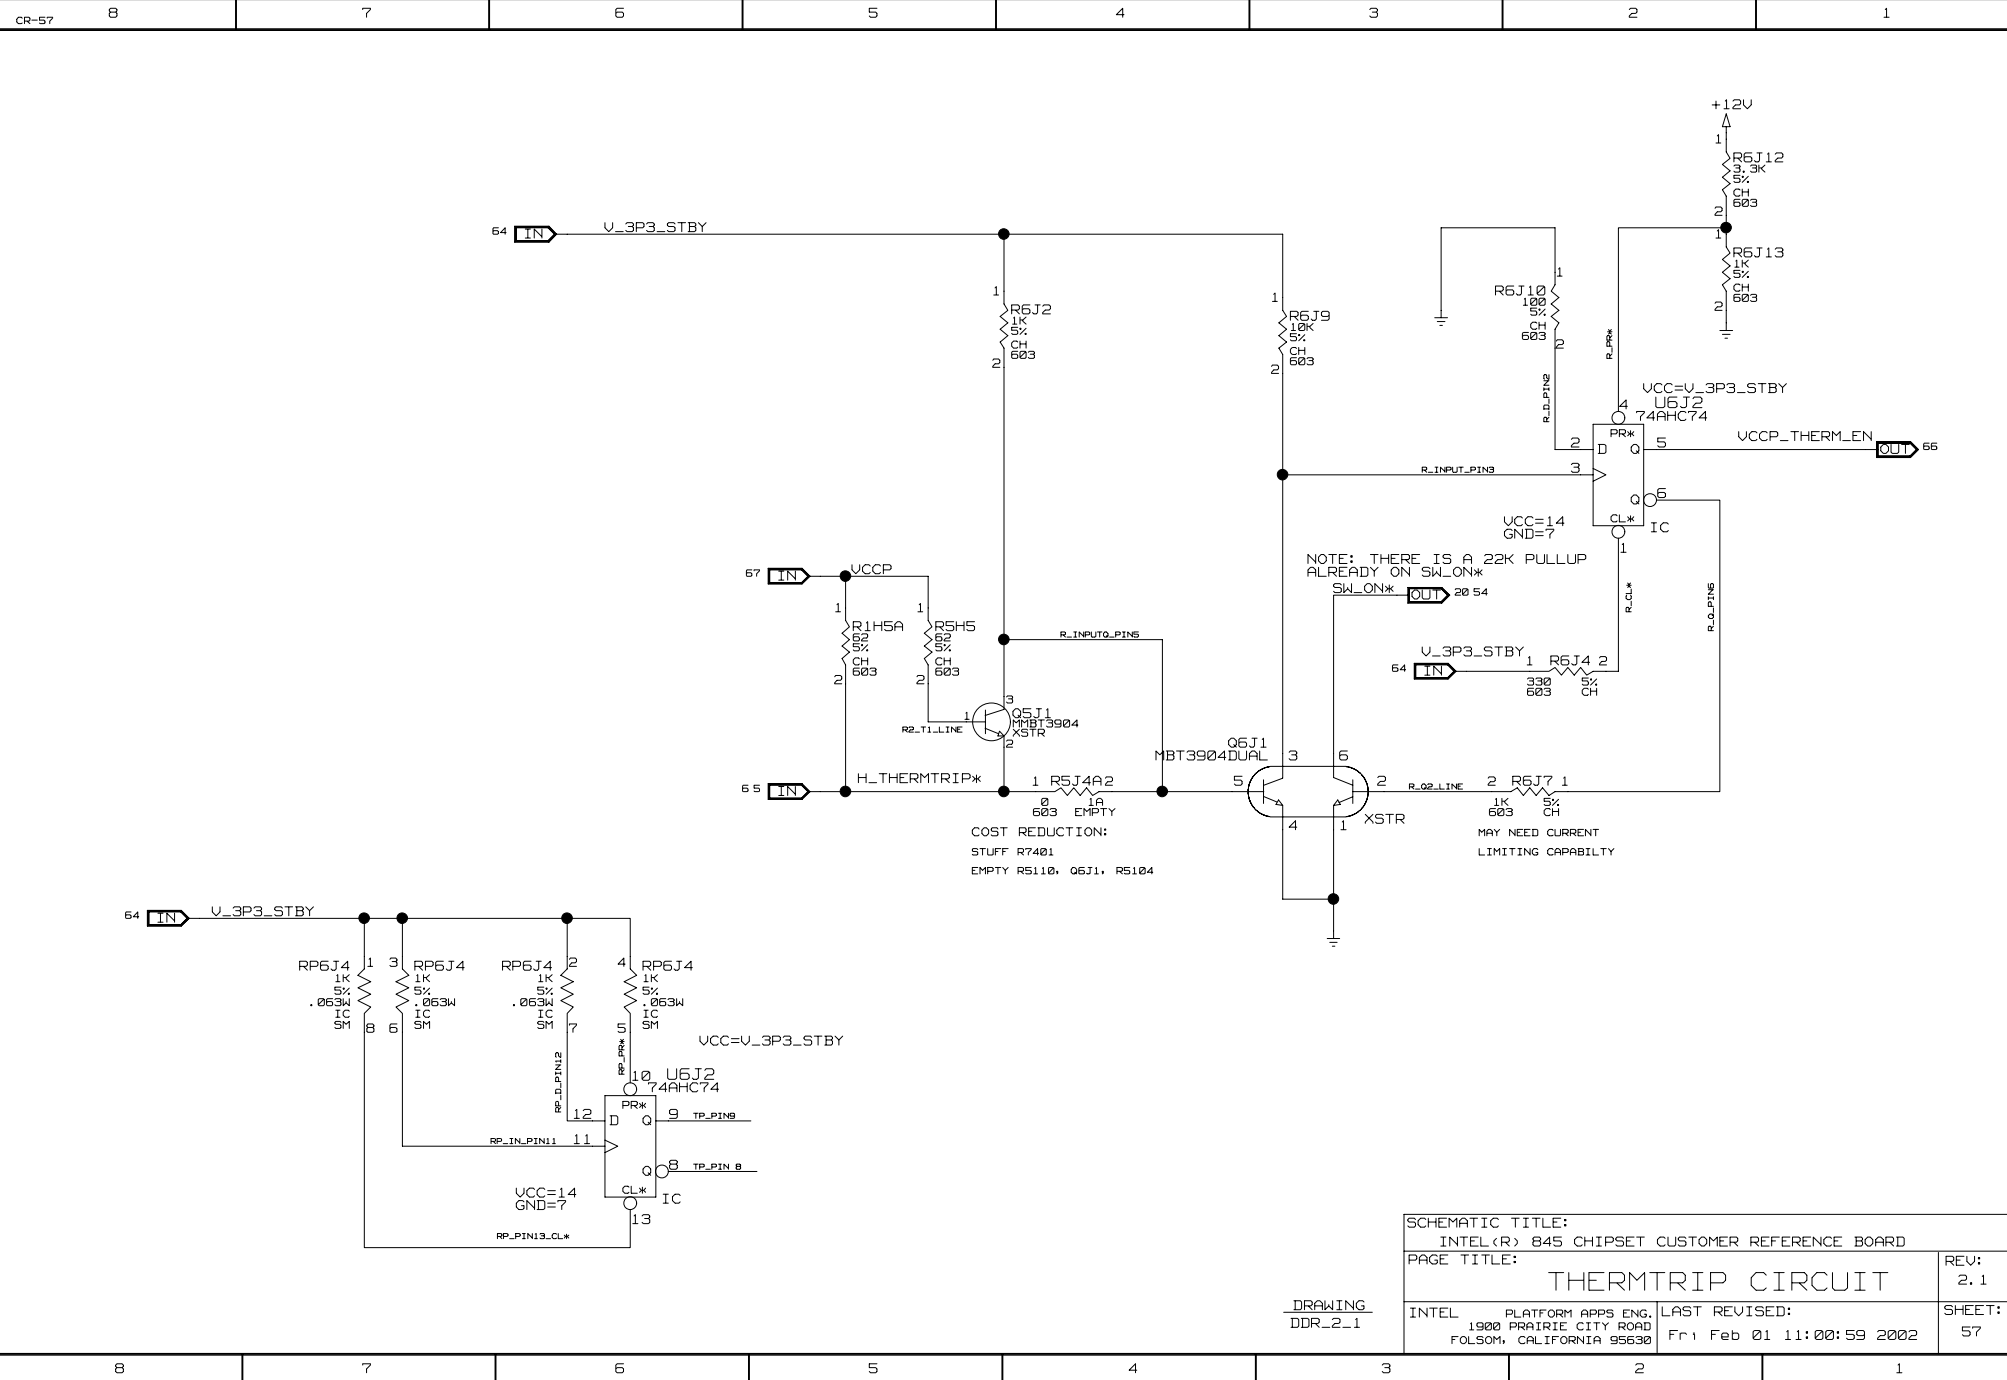 CR-57
8 7 6 5 4 3 2 1
+12V
1
R6J12
3.3K
5%
CH
603
2
1
R6J13
1K
5%
CH
603
2
64 IN V_3P3_STBY
1
R6J2
1K
5%
CH
603
2
1
R6J9
10K
5%
CH
603
2
1
R6J10
100
5%
CH
603
2
R_D_PIN2
R_PR*
VCC=V_3P3_STBY
U6J2
74AHC74
4
PR*
2 D Q 5
VCCP_THERM_EN OUT 66
R_INPUT_PIN3 3
Q 6
CL*
IC
VCC=14
GND=7
1
R_CL*
R_Q_PIN6
NOTE: THERE IS A 22K PULLUP
ALREADY ON SW_ON*
SW_ON* OUT 20 54
V_3P3_STBY
64 IN 1 R6J4 2
330 5%
603 CH
67 IN VCCP
1
R1H5A
62
5%
CH
603
2
1
R5H5
62
5%
CH
603
2
R_INPUTQ_PIN5
R2_T1_LINE 1
3
Q5J1
MMBT3904
XSTR
2
65 IN H_THERMTRIP*
1 R5J4A2
0 1A
603 EMPTY
COST REDUCTION:
STUFF R7401
EMPTY R5110, Q6J1, R5104
Q6J1
MBT3904DUAL
3 6
5 2
4 1
XSTR
R_Q2_LINE
2 R6J7 1
1K 5%
603 CH
MAY NEED CURRENT
LIMITING CAPABILTY
64 IN V_3P3_STBY
RP6J4 1
1K
5%
.063W
IC
SM
8
3 RP6J4
1K
5%
.063W
IC
SM
6
RP6J4 2
1K
5%
.063W
IC
SM
7
4 RP6J4
1K
5%
.063W
IC
SM
5
RP_D_PIN12
RP_PR*
VCC=V_3P3_STBY
10 U6J2
74AHC74
PR*
12 D Q 9 TP_PIN9
RP_IN_PIN11 11
Q 8 TP_PIN 8
CL*
IC
VCC=14
GND=7
13
RP_PIN13_CL*
SCHEMATIC TITLE:
INTEL(R) 845 CHIPSET CUSTOMER REFERENCE BOARD
PAGE TITLE:
THERMTRIP CIRCUIT
REV:
2.1
DRAWING
DDR_2_1
INTEL PLATFORM APPS ENG.
1900 PRAIRIE CITY ROAD
FOLSOM, CALIFORNIA 95630
LAST REVISED:
Fri Feb 01 11:00:59 2002
SHEET:
57
8 7 6 5 4 3 2 1